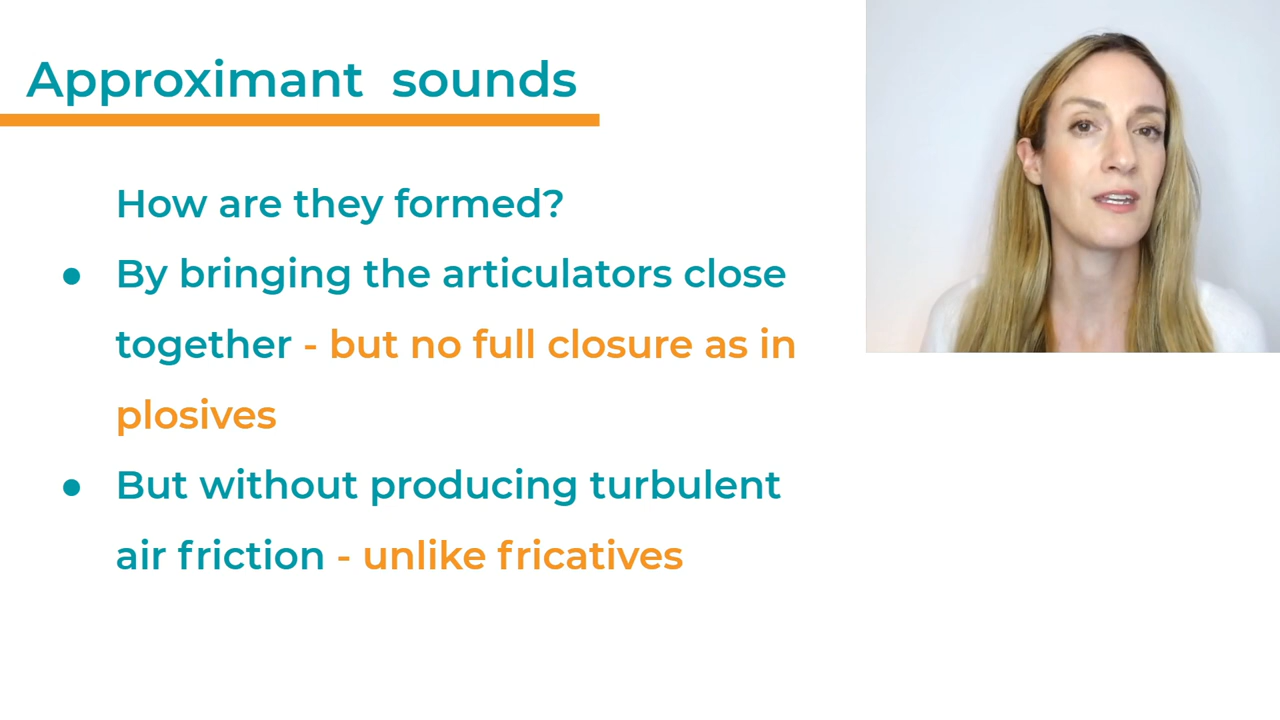 Approximant sounds
How are they formed?
● By bringing the articulators close
together - but no full closure as in
plosives
● But without producing turbulent
air friction - unlike fricatives